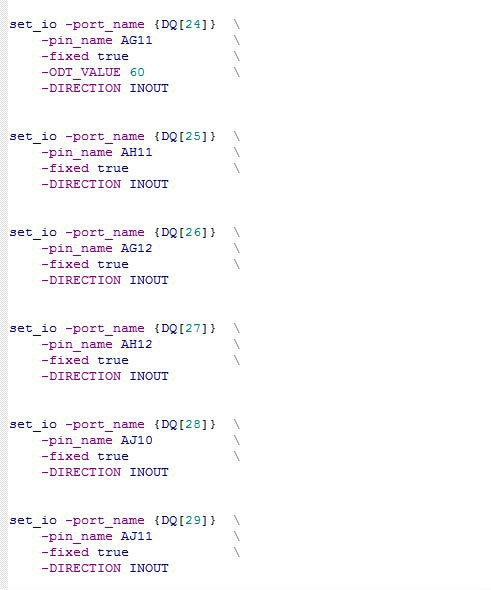 set_io -port_name {DQ[24]} \
-pin_name AG11 \
-fixed true \
-ODT_VALUE 60 \
-DIRECTION INOUT
set_io -port_name {DQ[25]} \
-pin_name AH11 \
-fixed true \
-DIRECTION INOUT
set_io -port_name {DQ[26]} \
-pin_name AG12 \
-fixed true \
-DIRECTION INOUT
set_io -port_name {DQ[27]} \
-pin_name AH12 \
-fixed true \
-DIRECTION INOUT
set_io -port_name {DQ[28]} \
-pin_name AJ10 \
-fixed true \
-DIRECTION INOUT
set_io -port_name {DQ[29]} \
-pin_name AJ11 \
-fixed true \
-DIRECTION INOUT